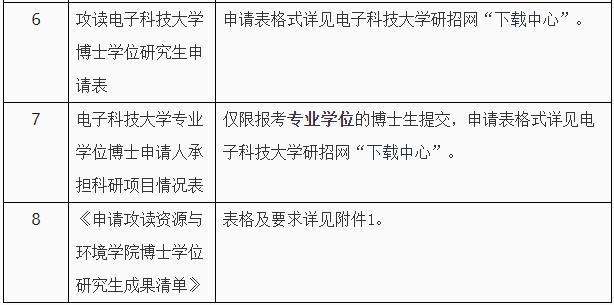 6
攻读电子科技大学
博士学位研究生申
请表
申请表格式详见电子科技大学研招网“下载中心”。
7
电子科技大学专业
学位博士申请人承
担科研项目情况表
仅限报考专业学位的博士生提交，申请表格式详见电
子科技大学研招网“下载中心”。
8
《申请攻读资源与
环境学院博士学位
研究生成果清单》
表格及要求详见附件1。